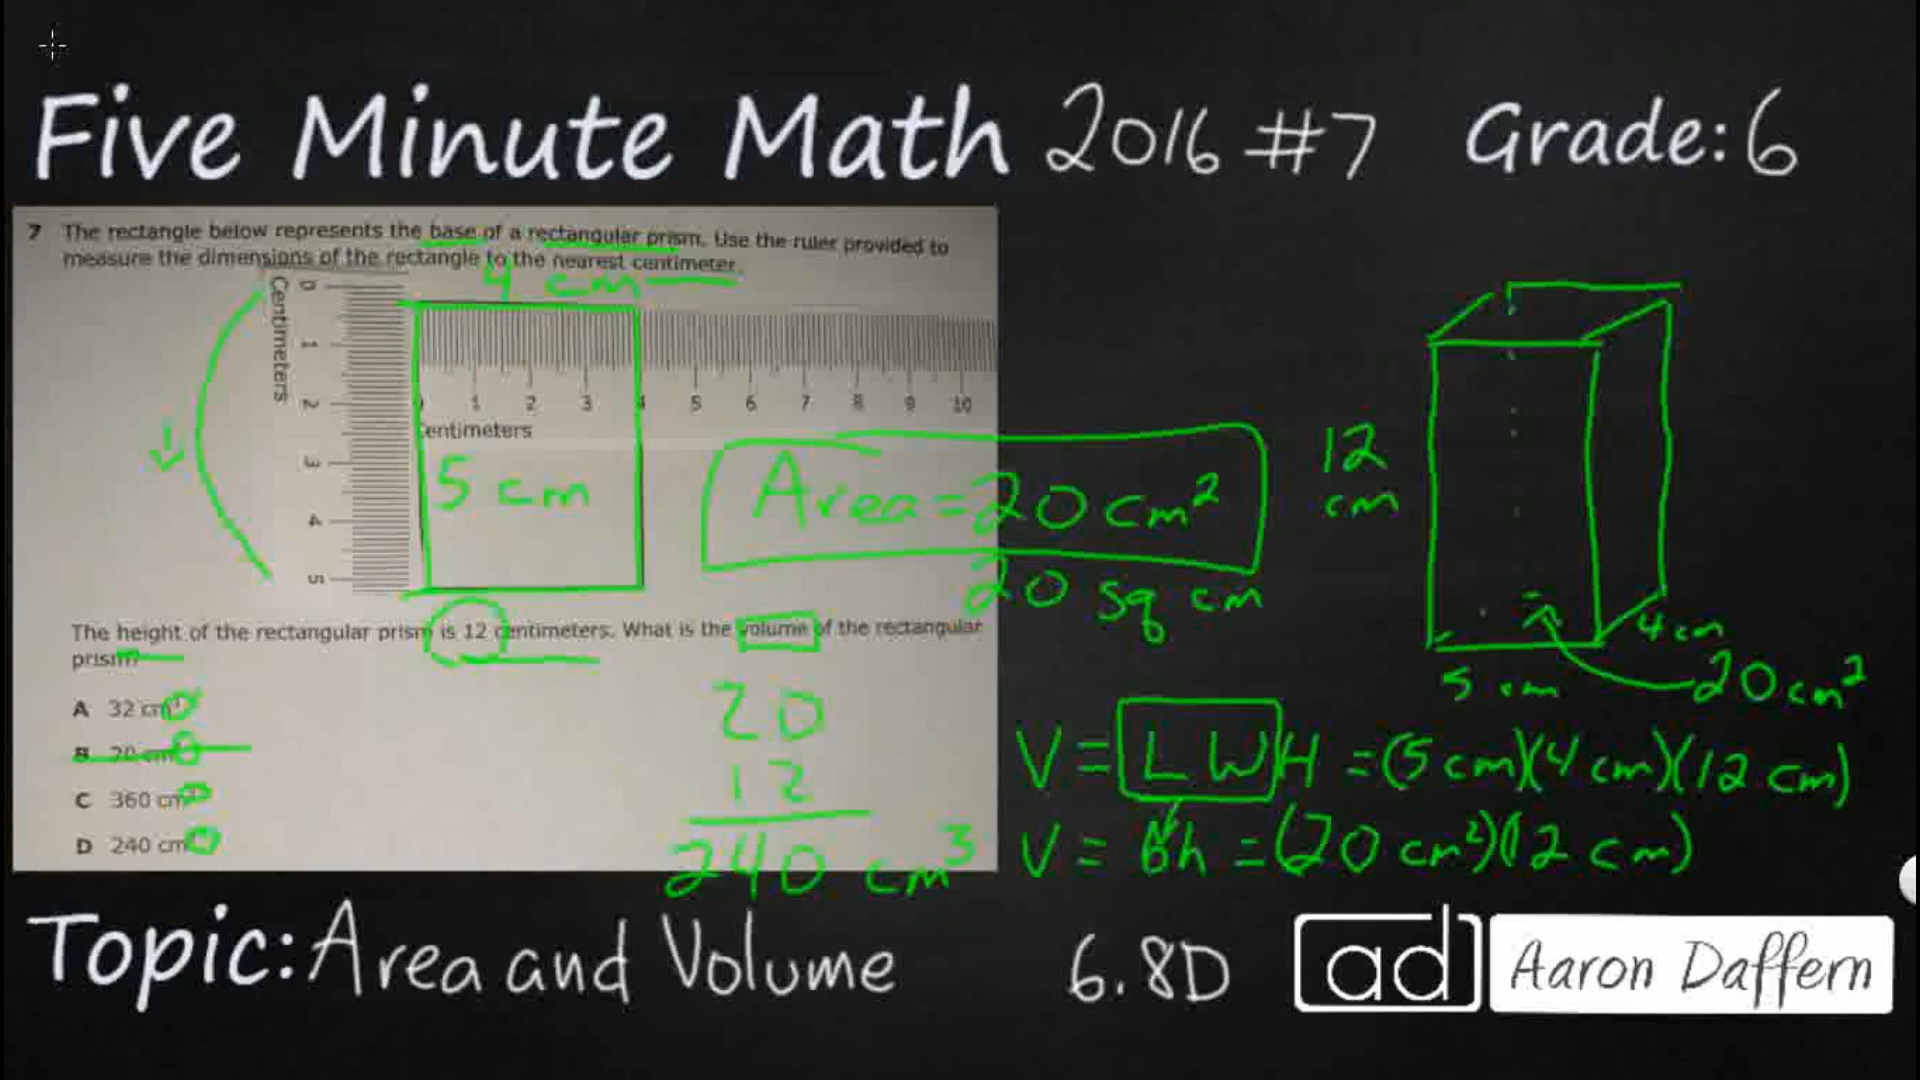 Five Minute Math 2016 #7 Grade: 6
7 The rectangle below represents the base of a rectangular prism. Use the ruler provided to
measure the dimensions of the rectangle to the nearest centimeter.
4 cm
Centimeters
0 1 2 3 4 5
1 2 3 4 5 6 7 8 9 10
Centimeters
5 cm
Area = 20 cm²
20 sq cm
12
cm
4 cm
5 cm
20 cm²
The height of the rectangular prism is 12 centimeters. What is the volume of the rectangular
prism?
A 32 cm
B 20 cm
C 360 cm
D 240 cm
20
12
240 cm³
V = L W H = (5 cm)(4 cm)(12 cm)
V = Bh = (20 cm²)(12 cm)
Topic: Area and Volume 6.8D ad Aaron Daffern